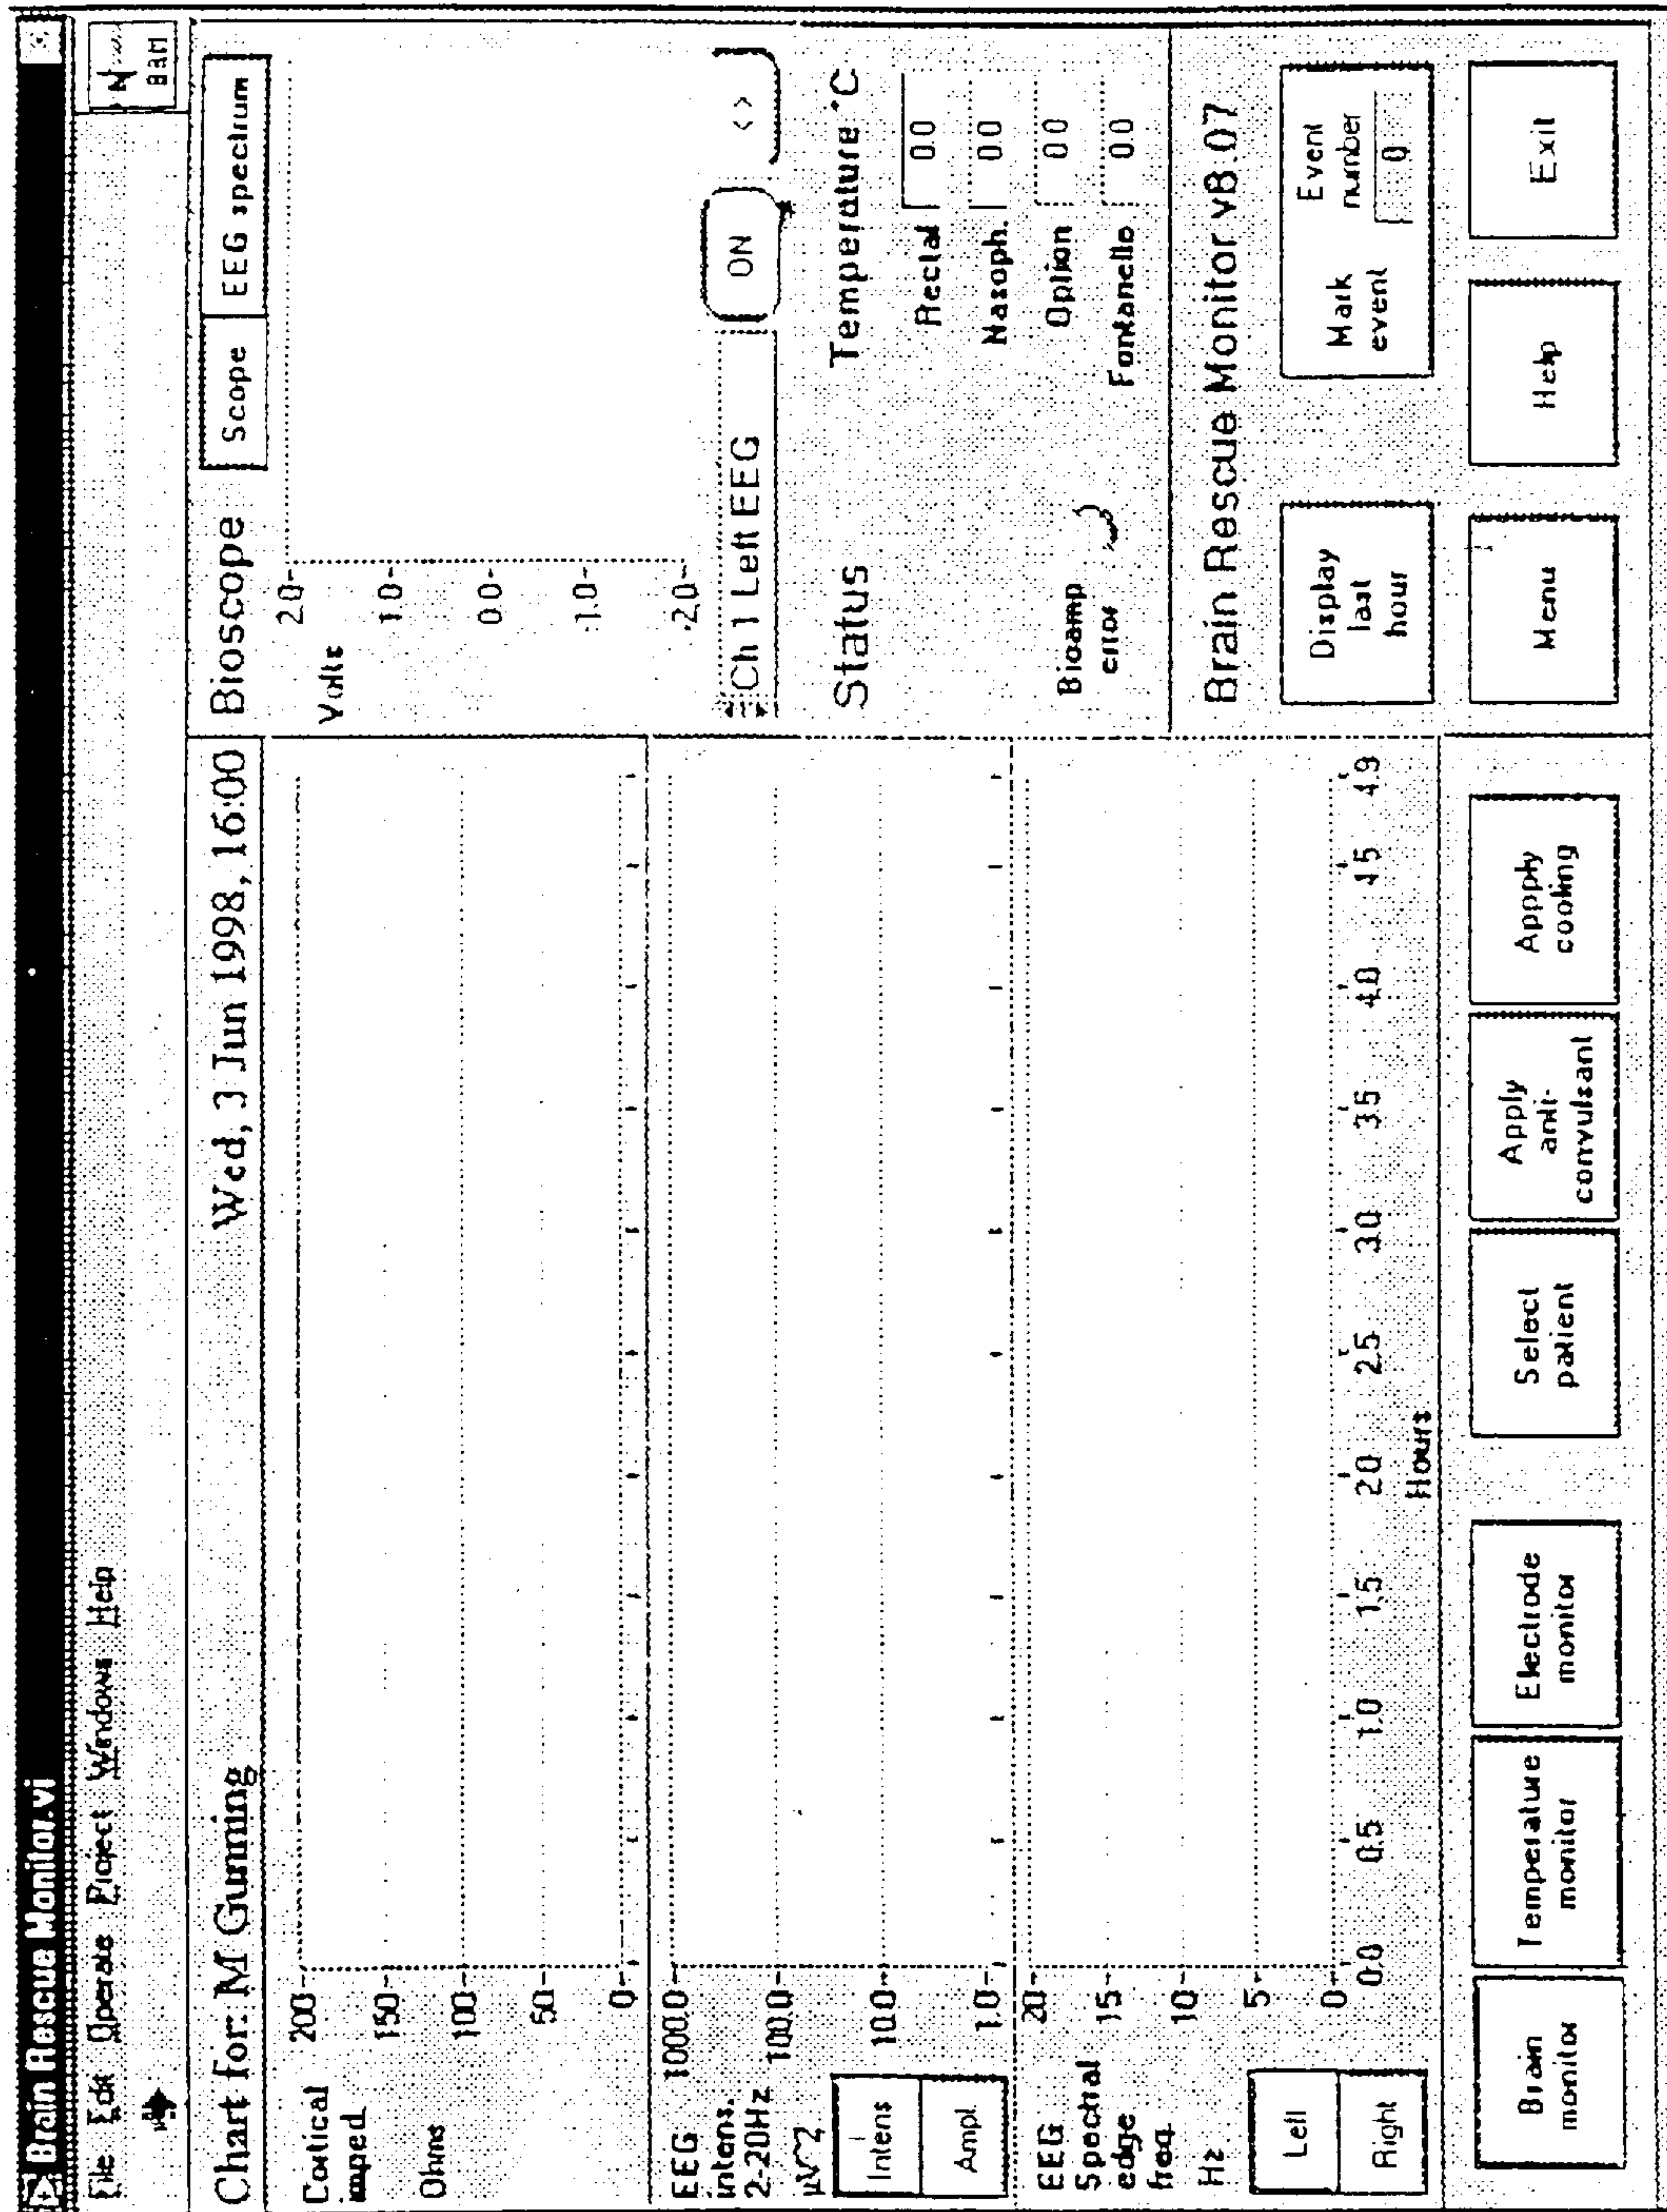 Brain Rescue Monitor.vi
File Edit Operate Project Windows Help
BRM
Chart for: M Gunning
Wed, 3 Jun 1998, 16:00
Cortical
imped.
Ohms
200
150
100
50
0
EEG
intens.
2-20Hz
µV^2
1000.0
100.0
10.0
1.0
Intens
Ampl.
EEG
Spectral
edge
freq.
Hz
20
15
10
5
0
Left
Right
0.0 0.5 1.0 1.5 2.0 2.5 3.0 3.5 4.0 4.5 4.9
Hours
Bioscope
Scope
EEG spectrum
Volts
2.0
1.0
0.0
-1.0
-2.0
Ch 1 Left EEG
ON
< >
Status
Temperature °C
Rectal 0.0
Nasoph. 0.0
Option 0.0
Fontanelle 0.0
Bioamp
error
Brain Rescue Monitor v8.07
Display
last
hour
Mark
event
Event
number
0
Brain
monitor
Temperature
monitor
Electrode
monitor
Select
patient
Apply
anti-
convulsant
Appply
cooling
Menu
Help
Exit